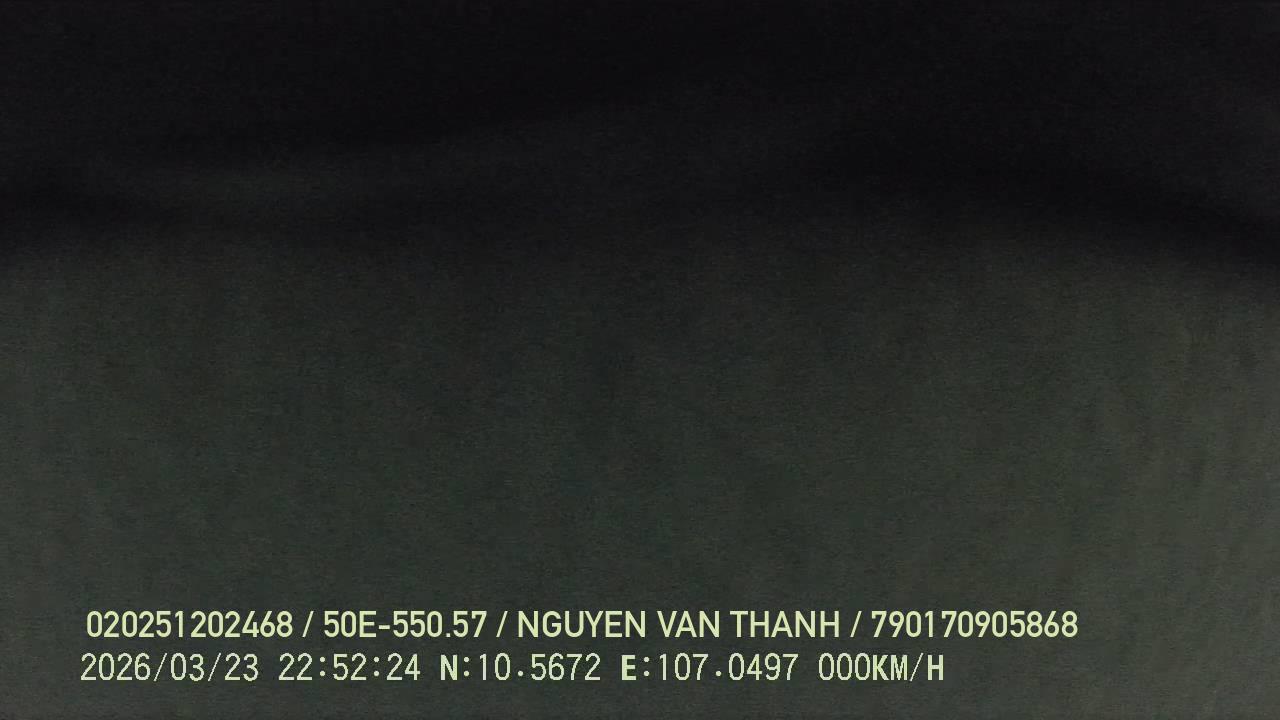 020251202468 / 50E-550.57 / NGUYEN VAN THANH / 790170905868
2026/03/23 22:52:24 N:10.5672 E:107.0497 000KM/H